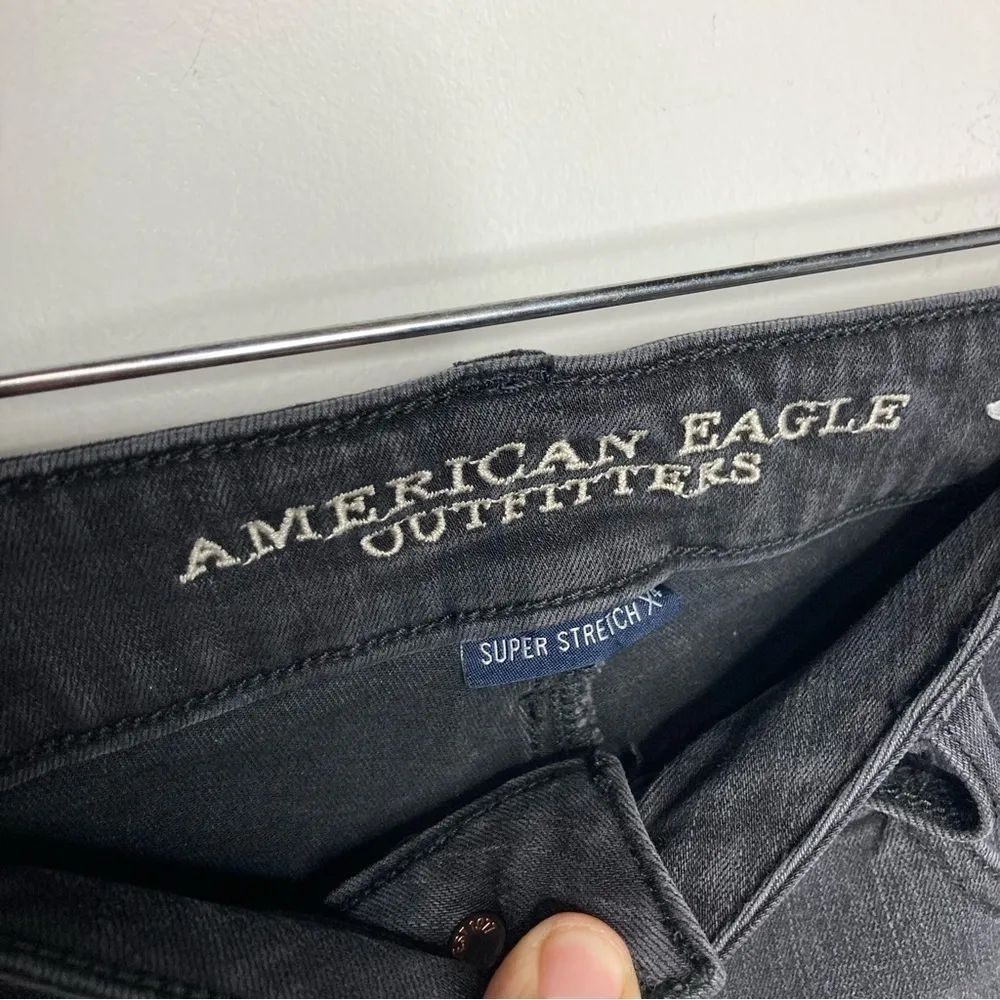 AMERICAN EAGLE
OUTFITTERS
SUPER STRETCH X